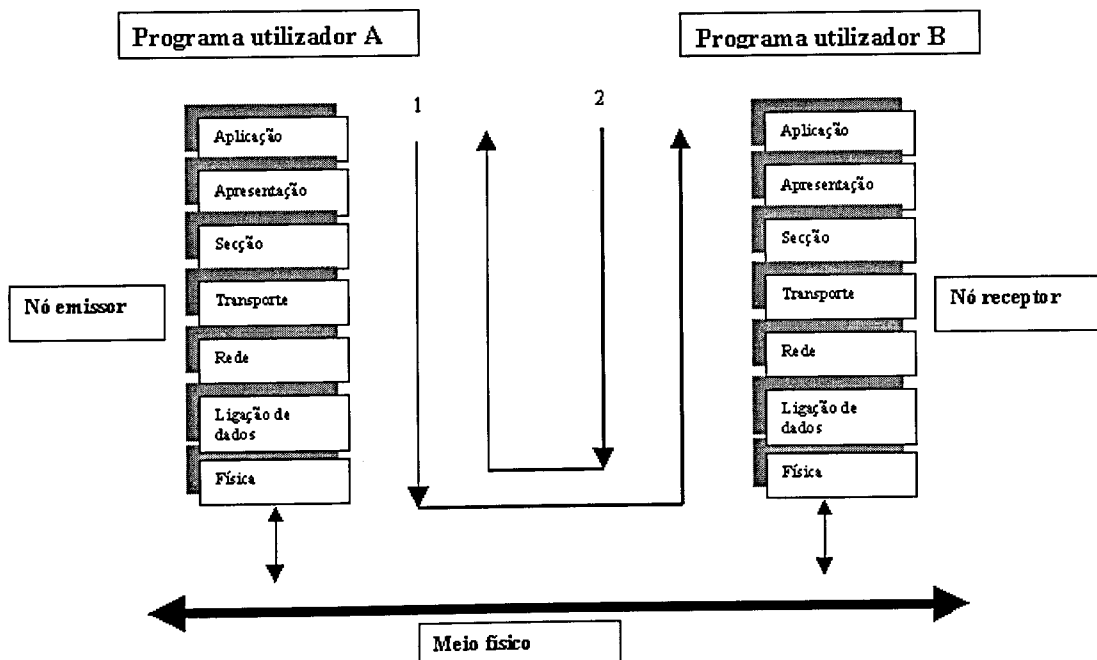 Programa utilizador A
Programa utilizador B
1
2
Aplicação
Apresentação
Secção
Transporte
Rede
Ligação de
dados
Física
Aplicação
Apresentação
Secção
Transporte
Rede
Ligação de
dados
Física
Nó emissor
Nó receptor
Meio físico